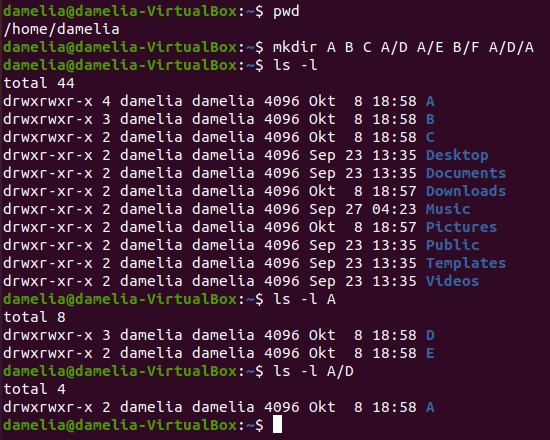 damelia@damelia-VirtualBox:~$ pwd
/home/damelia
damelia@damelia-VirtualBox:~$ mkdir A B C A/D A/E B/F A/D/A
damelia@damelia-VirtualBox:~$ ls -l
total 44
drwxrwxr-x 4 damelia damelia 4096 Okt  8 18:58 A
drwxrwxr-x 3 damelia damelia 4096 Okt  8 18:58 B
drwxrwxr-x 2 damelia damelia 4096 Okt  8 18:58 C
drwxr-xr-x 2 damelia damelia 4096 Sep 23 13:35 Desktop
drwxr-xr-x 2 damelia damelia 4096 Sep 23 13:35 Documents
drwxr-xr-x 2 damelia damelia 4096 Okt  8 18:57 Downloads
drwxr-xr-x 2 damelia damelia 4096 Sep 27 04:23 Music
drwxr-xr-x 2 damelia damelia 4096 Okt  8 18:57 Pictures
drwxr-xr-x 2 damelia damelia 4096 Sep 23 13:35 Public
drwxr-xr-x 2 damelia damelia 4096 Sep 23 13:35 Templates
drwxr-xr-x 2 damelia damelia 4096 Sep 23 13:35 Videos
damelia@damelia-VirtualBox:~$ ls -l A
total 8
drwxrwxr-x 3 damelia damelia 4096 Okt  8 18:58 D
drwxrwxr-x 2 damelia damelia 4096 Okt  8 18:58 E
damelia@damelia-VirtualBox:~$ ls -l A/D
total 4
drwxrwxr-x 2 damelia damelia 4096 Okt  8 18:58 A
damelia@damelia-VirtualBox:~$